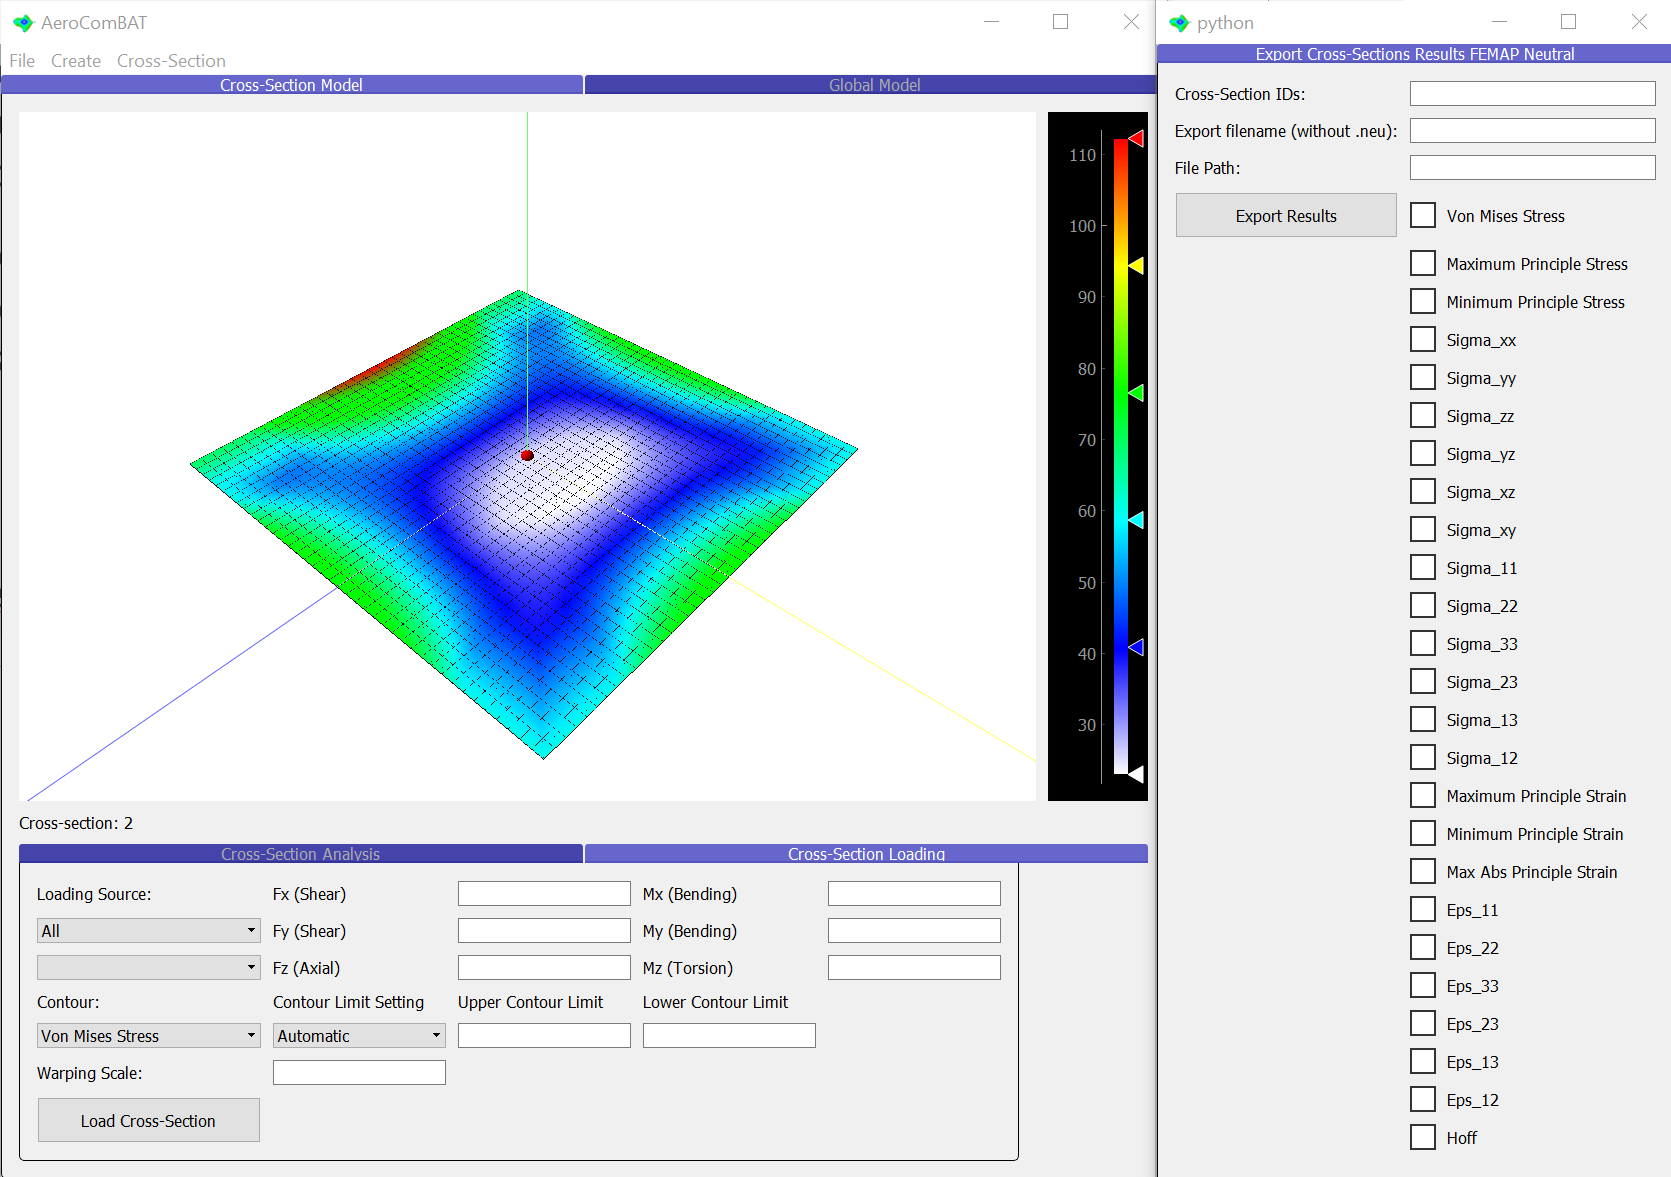 AeroComBAT
File Create Cross-Section
Cross-Section Model Global Model
110
100
90
80
70
60
50
40
30
Cross-section: 2
Cross-Section Analysis Cross-Section Loading
Loading Source: Fx (Shear) Mx (Bending)
All Fy (Shear) My (Bending)
Fz (Axial) Mz (Torsion)
Contour: Contour Limit Setting Upper Contour Limit Lower Contour Limit
Von Mises Stress Automatic
Warping Scale:
Load Cross-Section
python
Export Cross-Sections Results FEMAP Neutral
Cross-Section IDs:
Export filename (without .neu):
File Path:
Export Results Von Mises Stress
Maximum Principle Stress
Minimum Principle Stress
Sigma_xx
Sigma_yy
Sigma_zz
Sigma_yz
Sigma_xz
Sigma_xy
Sigma_11
Sigma_22
Sigma_33
Sigma_23
Sigma_13
Sigma_12
Maximum Principle Strain
Minimum Principle Strain
Max Abs Principle Strain
Eps_11
Eps_22
Eps_33
Eps_23
Eps_13
Eps_12
Hoff